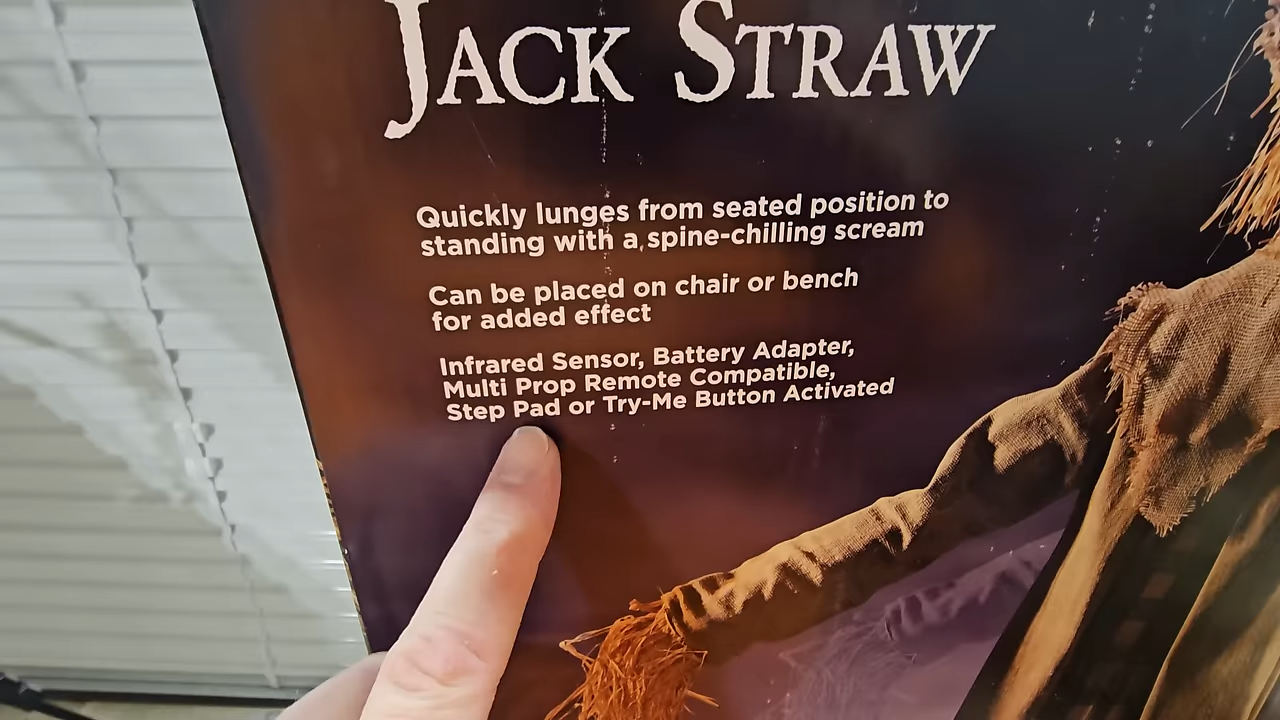 JACK STRAW
Quickly lunges from seated position to
standing with a spine-chilling scream
Can be placed on chair or bench
for added effect
Infrared Sensor, Battery Adapter,
Multi Prop Remote Compatible,
Step Pad or Try-Me Button Activated